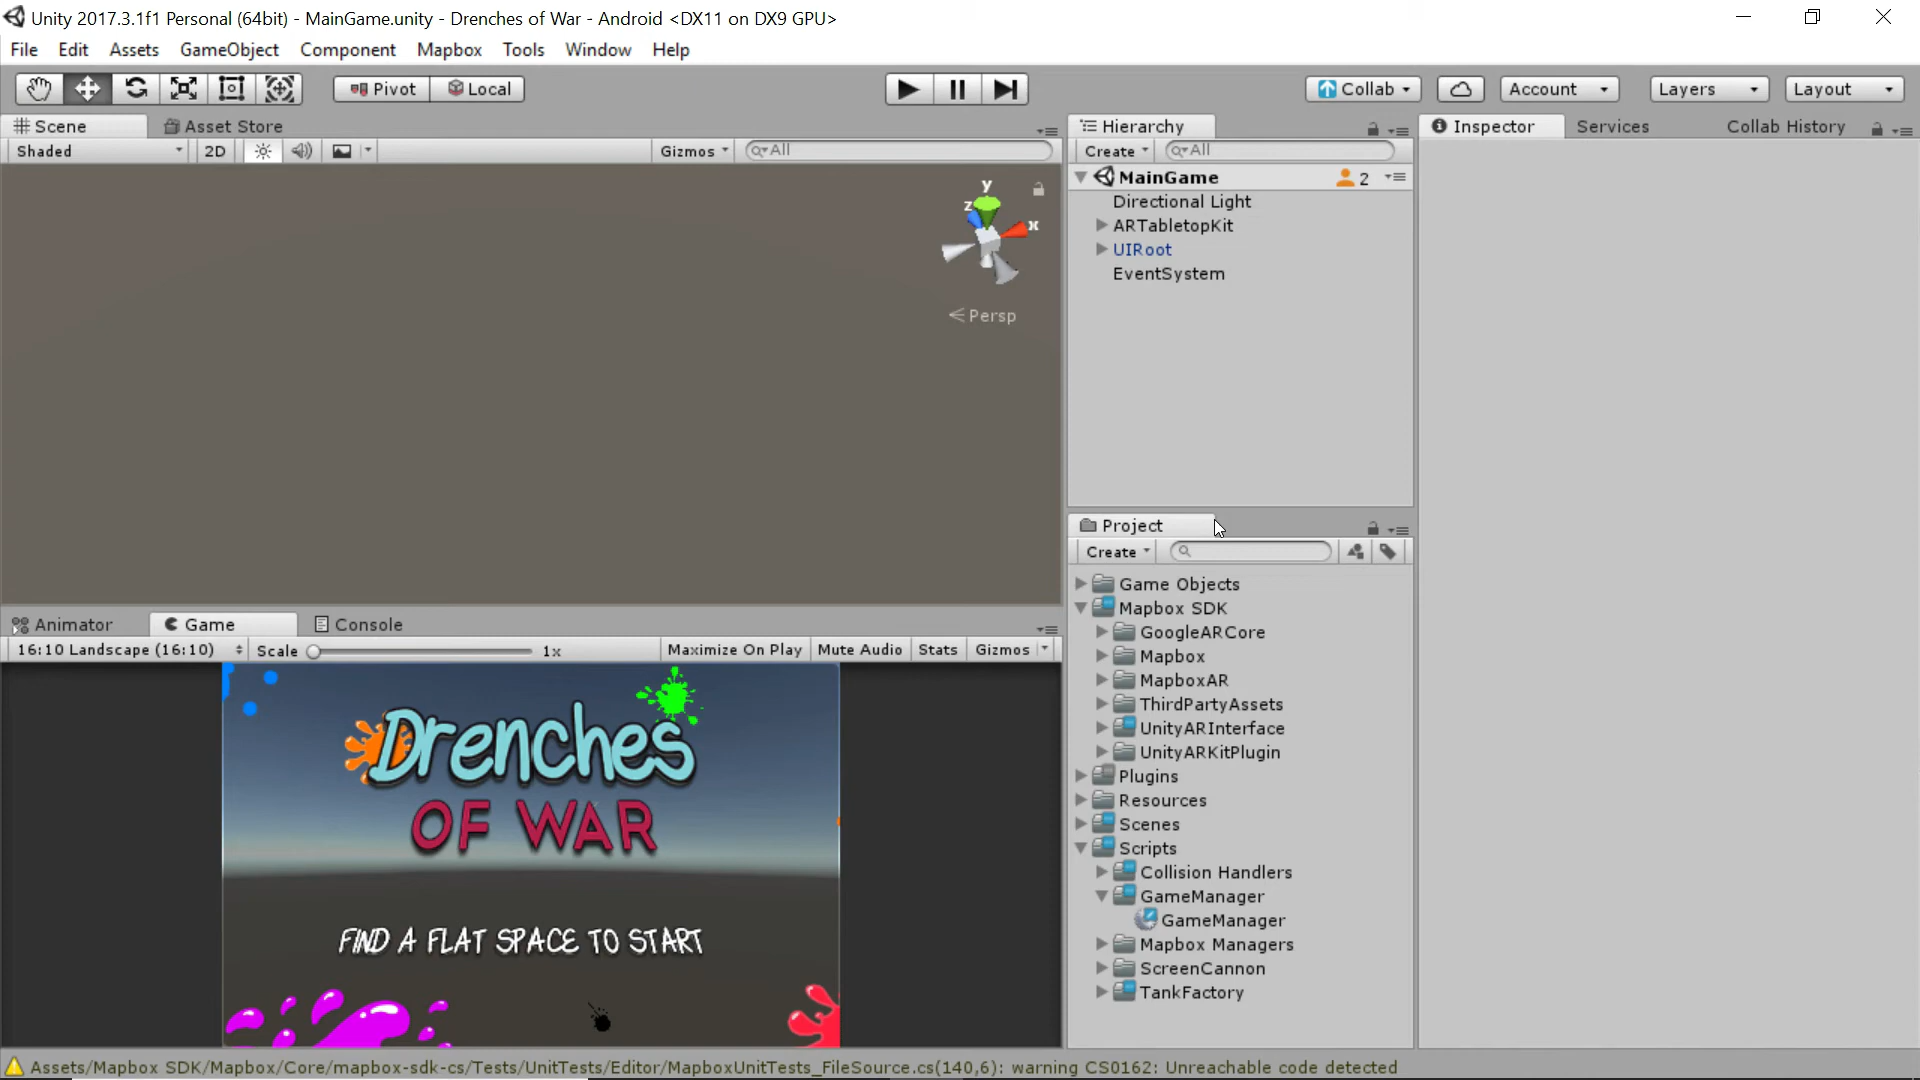 Unity 2017.3.1f1 Personal (64bit) - MainGame.unity - Drenches of War - Android <DX11 on DX9 GPU>
File Edit Assets GameObject Component Mapbox Tools Window Help
Pivot Local Collab Account Layers Layout
Scene Asset Store
Shaded 2D Gizmos All
y
z
x
Persp
Hierarchy
Create All
MainGame 2
Directional Light
ARTabletopKit
UIRoot
EventSystem
Inspector Services Collab History
Project
Create
Game Objects
Mapbox SDK
GoogleARCore
Mapbox
MapboxAR
ThirdPartyAssets
UnityARInterface
UnityARKitPlugin
Plugins
Resources
Scenes
Scripts
Collision Handlers
GameManager
GameManager
Mapbox Managers
ScreenCannon
TankFactory
Animator Game Console
16:10 Landscape (16:10) Scale 1x Maximize On Play Mute Audio Stats Gizmos
Drenches
OF WAR
FIND A FLAT SPACE TO START
Assets/Mapbox SDK/Mapbox/Core/mapbox-sdk-cs/Tests/UnitTests/Editor/MapboxUnitTests_FileSource.cs(140,6): warning CS0162: Unreachable code detected